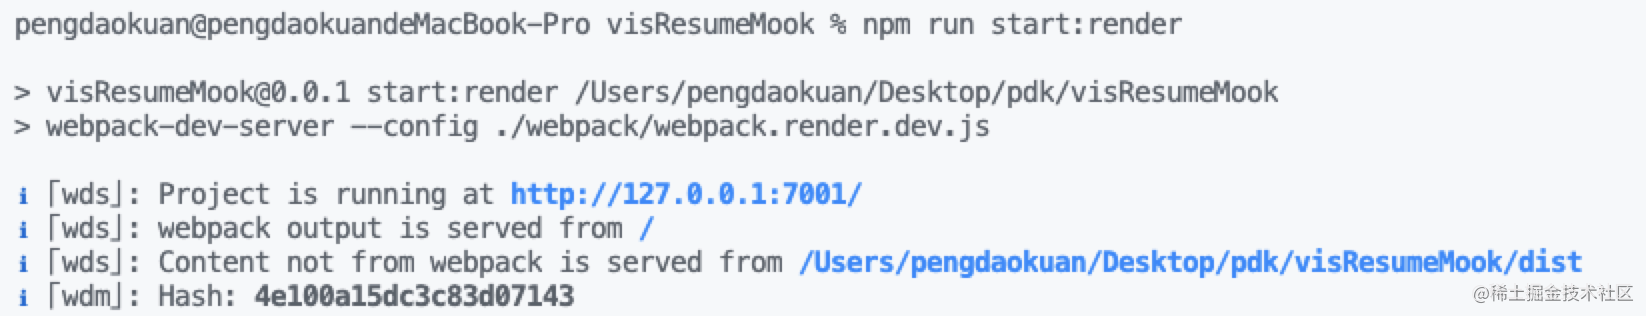 pengdaokuan@pengdaokuandeMacBook-Pro visResumeMook % npm run start:render
> visResumeMook@0.0.1 start:render /Users/pengdaokuan/Desktop/pdk/visResumeMook
> webpack-dev-server --config ./webpack/webpack.render.dev.js
ℹ ｢wds｣: Project is running at http://127.0.0.1:7001/
ℹ ｢wds｣: webpack output is served from /
ℹ ｢wds｣: Content not from webpack is served from /Users/pengdaokuan/Desktop/pdk/visResumeMook/dist
ℹ ｢wdm｣: Hash: 4e100a15dc3c83d07143
@稀土掘金技术社区